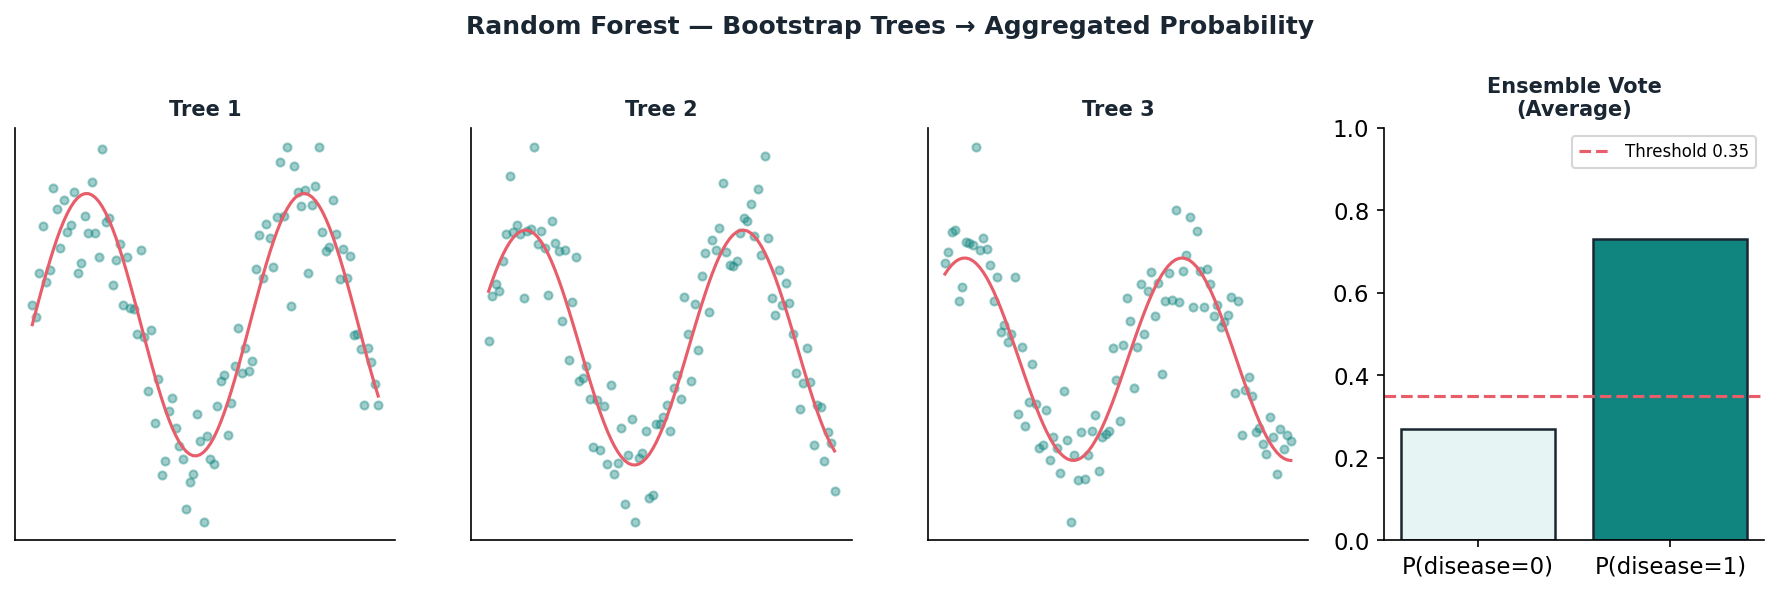 Random Forest — Bootstrap Trees → Aggregated Probability
Tree 1
Tree 2
Tree 3
Ensemble Vote
(Average)
Threshold 0.35
1.0
0.8
0.6
0.4
0.2
0.0
P(disease=0)
P(disease=1)